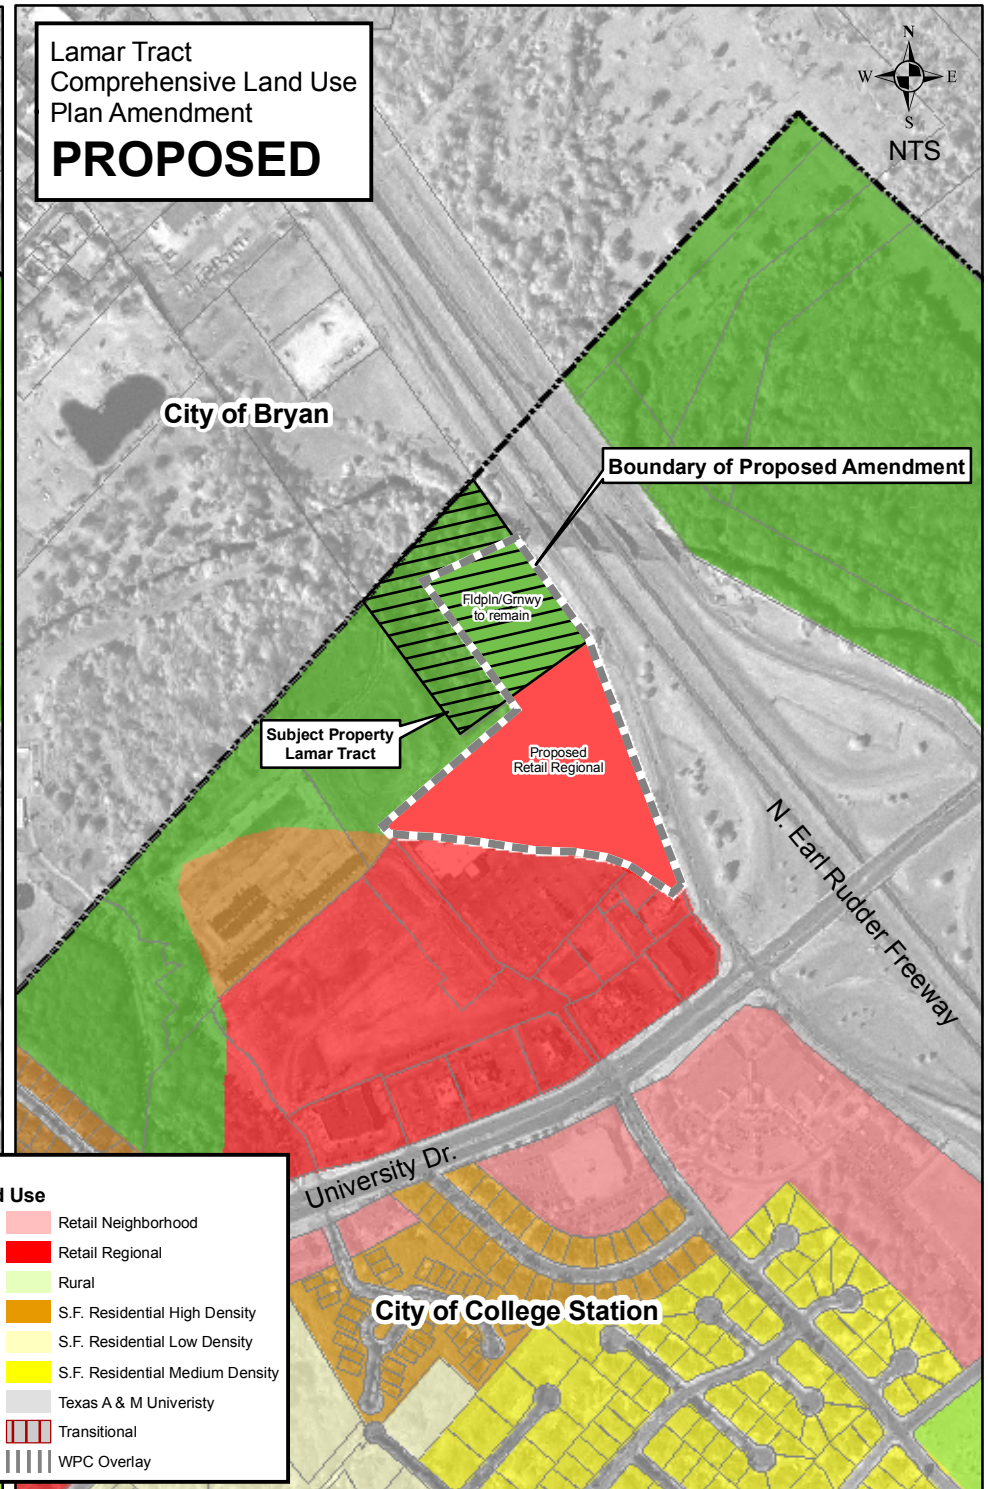 Lamar Tract
Comprehensive Land Use
Plan Amendment
PROPOSED
N
W E
S
NTS
City of Bryan
Boundary of Proposed Amendment
Fldpln/Grnwy
to remain
Subject Property
Lamar Tract
Proposed
Retail Regional
N. Earl Rudder Freeway
University Dr.
City of College Station
d Use
Retail Neighborhood
Retail Regional
Rural
S.F. Residential High Density
S.F. Residential Low Density
S.F. Residential Medium Density
Texas A & M Univeristy
Transitional
WPC Overlay